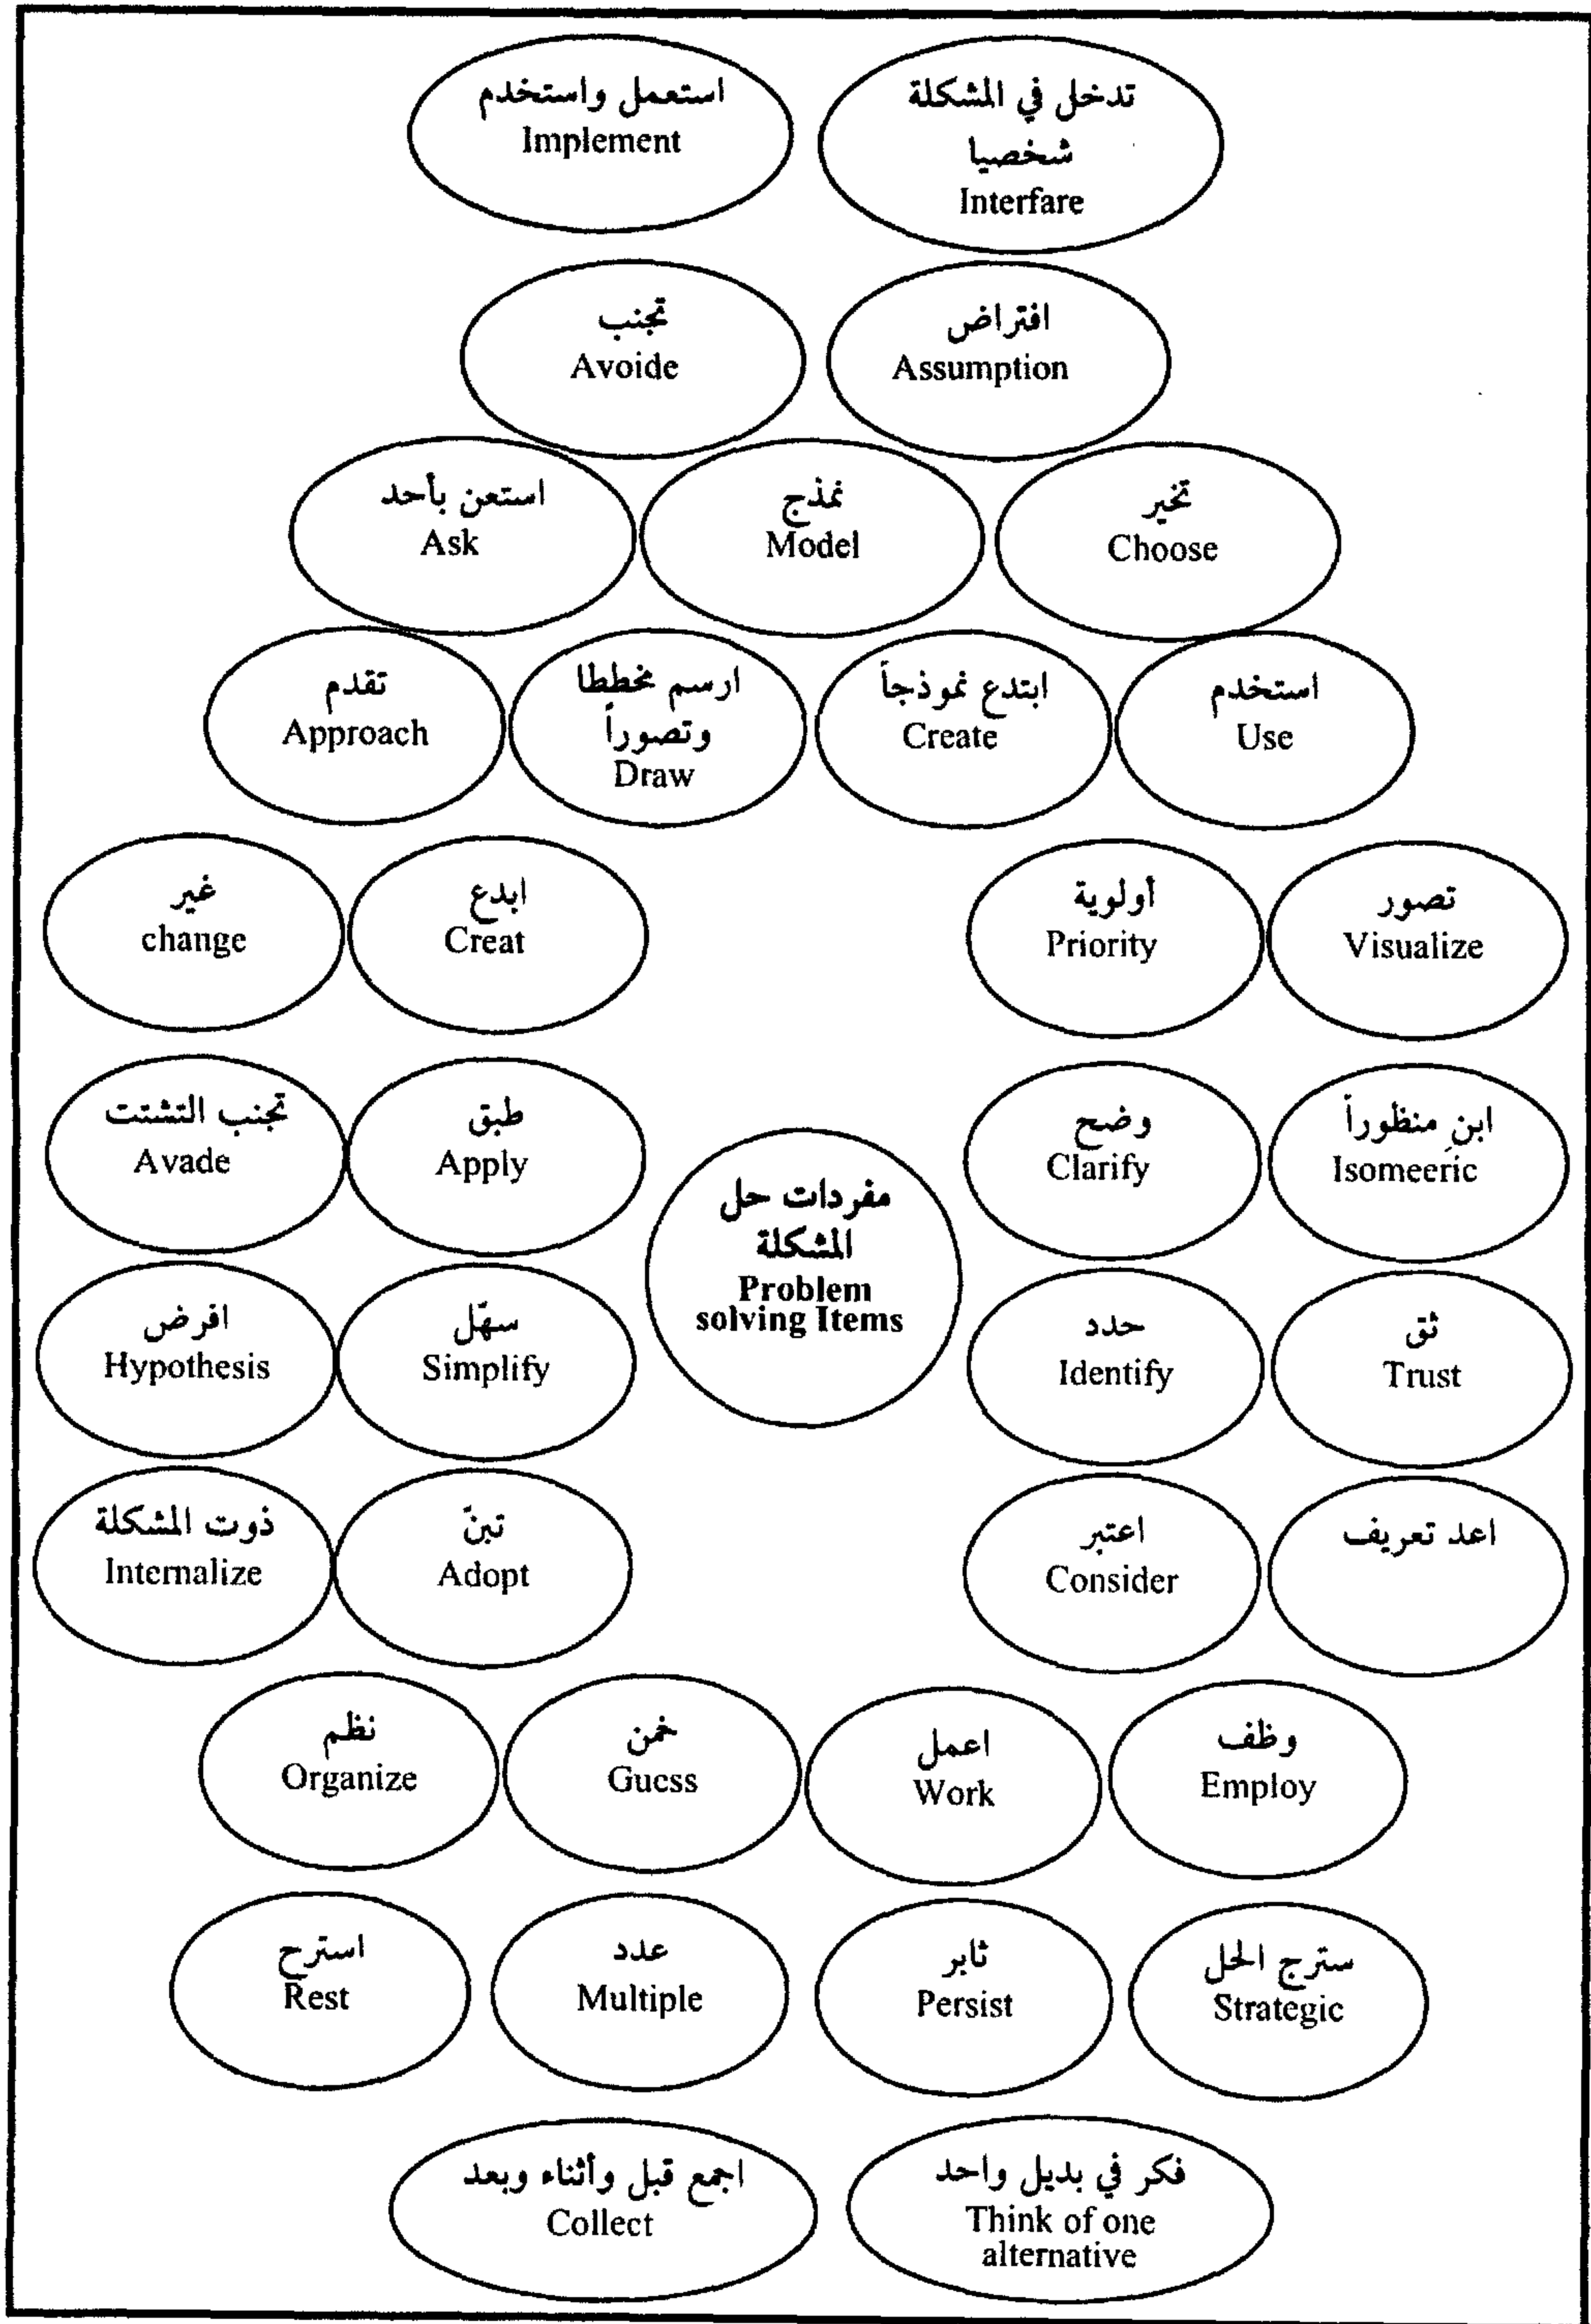 تدخل في المشكلة
شخصيا
Interfare
استعمل واستخدم
Implement
افتراض
Assumption
تجنب
Avoide
تخير
Choose
نمذج
Model
استعن بأحد
Ask
استخدم
Use
ابتدع نموذجاً
Create
ارسم مخططا
وتصوراً
Draw
تقدم
Approach
تصور
Visualize
أولوية
Priority
ابدع
Creat
غير
change
ابنِ منظوراً
Isomeeric
وضح
Clarify
طبق
Apply
تجنب التشتت
Avade
مفردات حل
المشكلة
Problem
solving Items
ثق
Trust
حدد
Identify
سهّل
Simplify
افرض
Hypothesis
اعد تعريف
اعتبر
Consider
تبنّ
Adopt
ذوت المشكلة
Internalize
وظف
Employ
اعمل
Work
خمن
Guess
نظم
Organize
سترج الحل
Strategic
ثابر
Persist
عدد
Multiple
استرح
Rest
فكر في بديل واحد
Think of one
alternative
اجمع قبل وأثناء وبعد
Collect